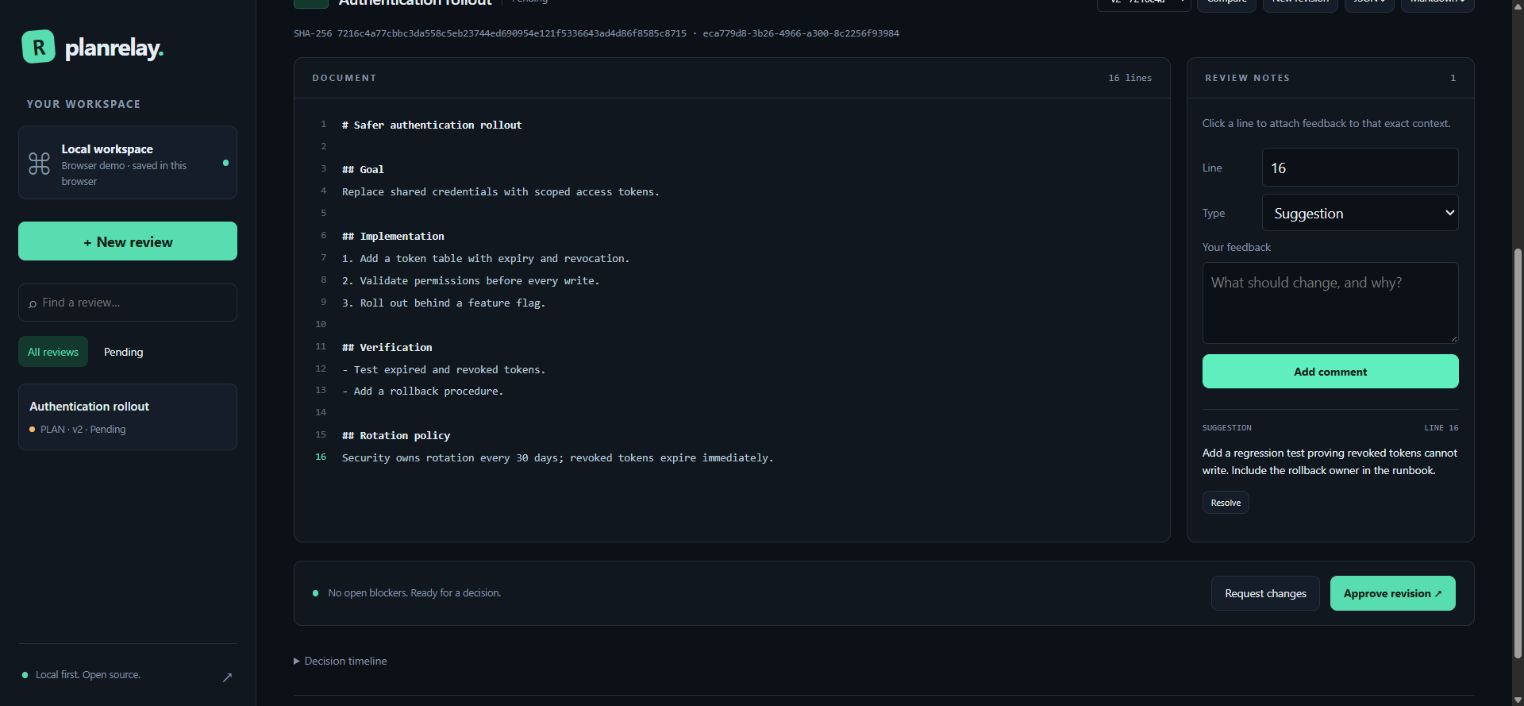 R planrelay.
YOUR WORKSPACE
Local workspace
Browser demo · saved in this
browser
+ New review
Find a review...
All reviews
Pending
Authentication rollout
PLAN · v2 · Pending
Local first. Open source.
Authentication rollout
Pending
Compare
New revision
JSON
Markdown
SHA-256 7216c4a77cbbc3da558c5eb23744ed690954e121f5336643ad4d86f8585c8715 · eca779d8-3b26-4966-a300-8c2256f93984
DOCUMENT
16 lines
1 # Safer authentication rollout
2
3 ## Goal
4 Replace shared credentials with scoped access tokens.
5
6 ## Implementation
7 1. Add a token table with expiry and revocation.
8 2. Validate permissions before every write.
9 3. Roll out behind a feature flag.
10
11 ## Verification
12 - Test expired and revoked tokens.
13 - Add a rollback procedure.
14
15 ## Rotation policy
16 Security owns rotation every 30 days; revoked tokens expire immediately.
REVIEW NOTES
1
Click a line to attach feedback to that exact context.
Line
16
Type
Suggestion
Your feedback
What should change, and why?
Add comment
SUGGESTION
LINE 16
Add a regression test proving revoked tokens cannot
write. Include the rollback owner in the runbook.
Resolve
No open blockers. Ready for a decision.
Request changes
Approve revision ↗
Decision timeline